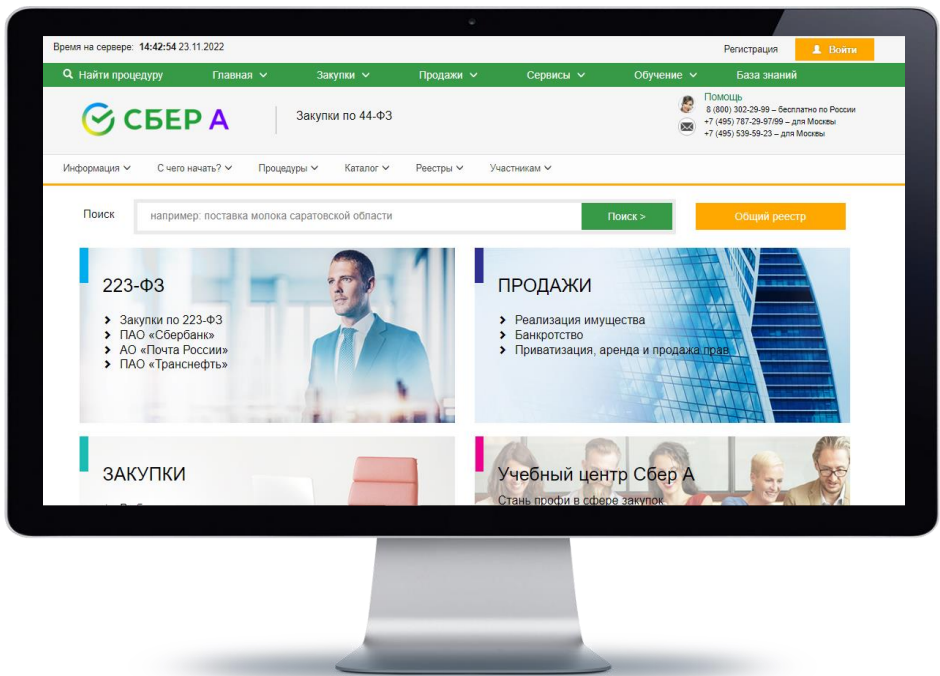 Время на сервере: 14:42:54 23.11.2022
Регистрация
Войти
Найти процедуру
Главная
Закупки
Продажи
Сервисы
Обучение
База знаний
СБЕР А
Закупки по 44-ФЗ
Помощь
8 (800) 302-29-99 – бесплатно по России
+7 (495) 787-29-97/99 – для Москвы
+7 (495) 539-59-23 – для Москвы
Информация
С чего начать?
Процедуры
Каталог
Реестры
Участникам
Поиск
например: поставка молока саратовской области
Поиск >
Общий реестр
223-ФЗ
Закупки по 223-ФЗ
ПАО «Сбербанк»
АО «Почта России»
ПАО «Транснефть»
ПРОДАЖИ
Реализация имущества
Банкротство
Приватизация, аренда и продажа прав
ЗАКУПКИ
Учебный центр Сбер А
Стань профи в сфере закупок